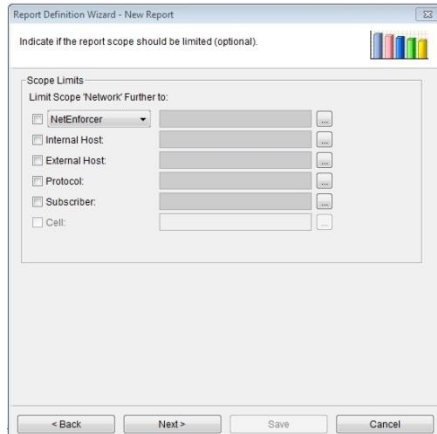 Report Definition Wizard - New Report
Indicate if the report scope should be limited (optional).
Scope Limits
Limit Scope 'Network' Further to:
NetEnforcer
...
Internal Host:
...
External Host:
...
Protocol:
...
Subscriber:
...
Cell:
...
< Back Next > Save Cancel